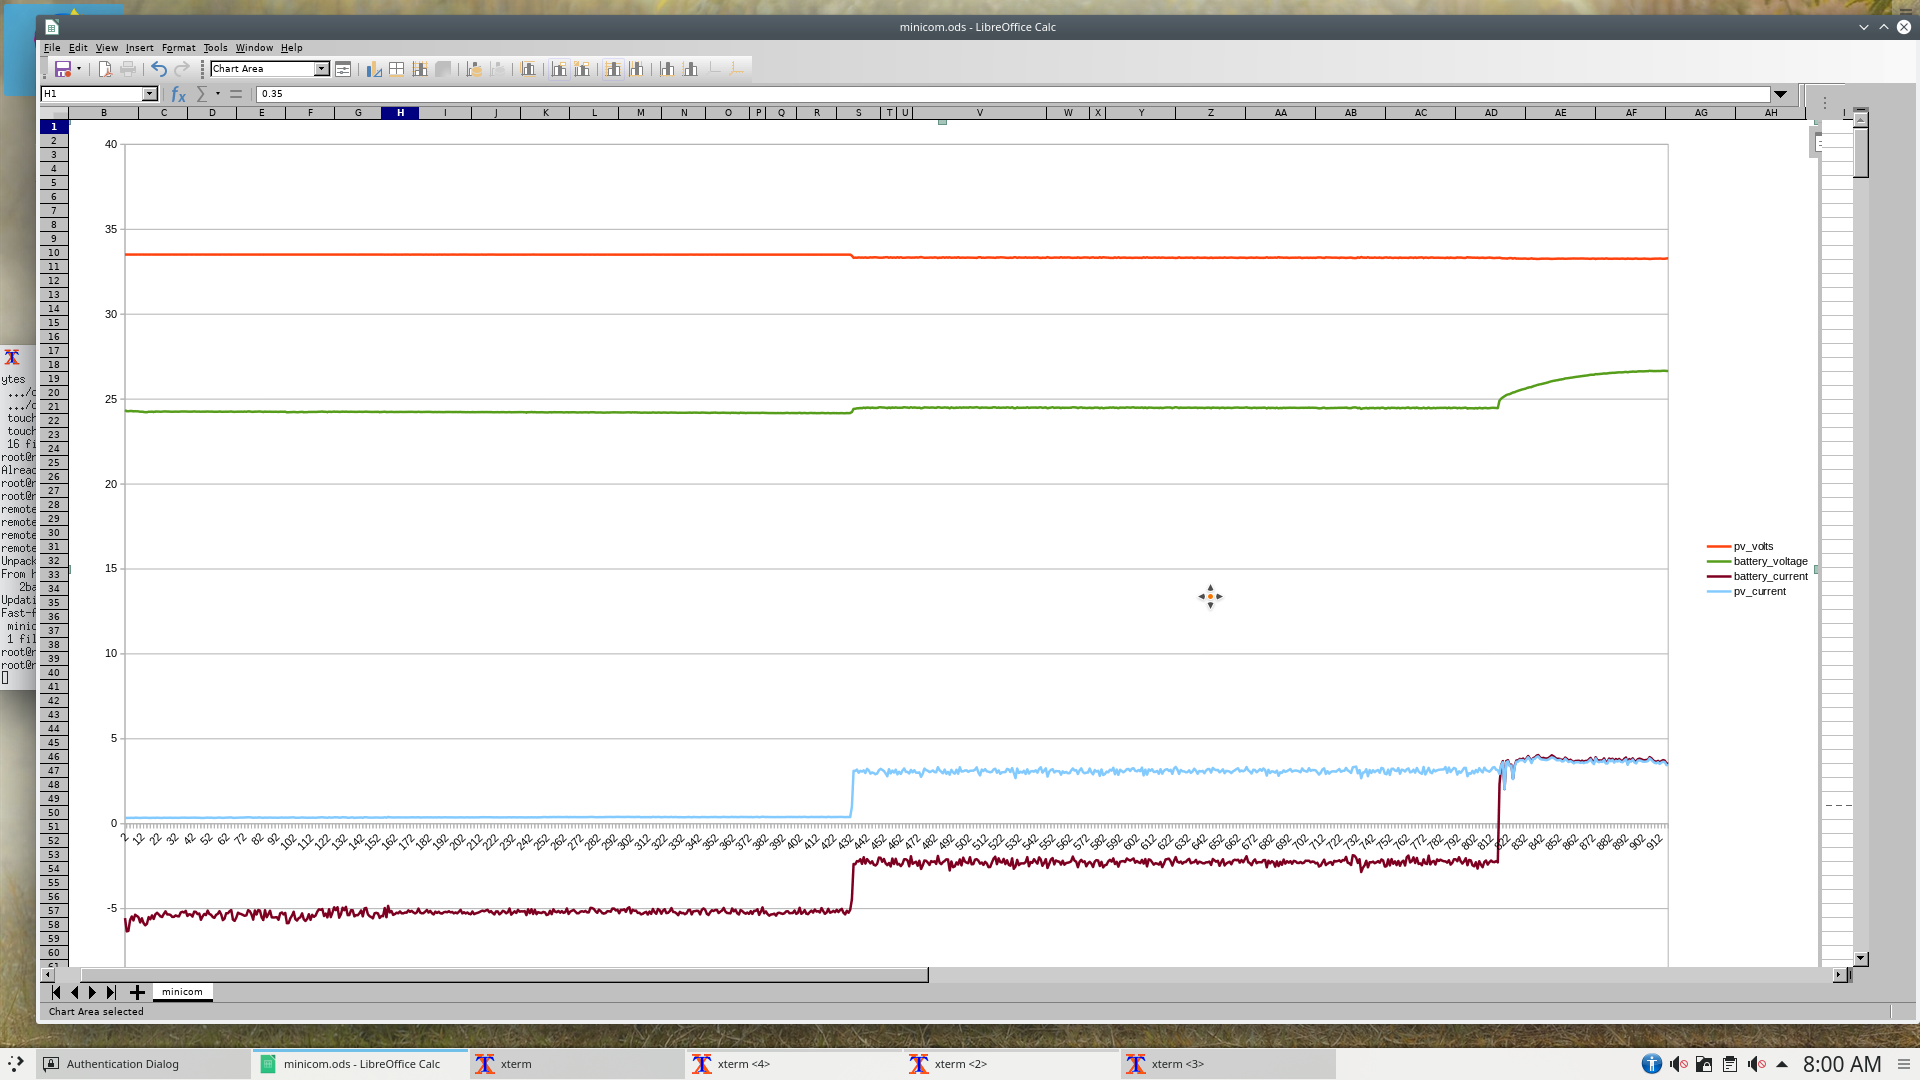 minicom.ods - LibreOffice Calc
File Edit View Insert Format Tools Window Help
Chart Area
H1
0.35
B C D E F G H I J K L M N O P Q R S T U V W X Y Z AA AB AC AD AE AF AG AH
1
2
3
4
5
6
7
8
9
10
11
12
13
14
15
16
17
18
19
20
21
22
23
24
25
26
27
28
29
30
31
32
33
34
35
36
37
38
39
40
41
42
43
44
45
46
47
48
49
50
51
52
53
54
55
56
57
58
59
60
61
40
35
30
25
20
15
10
5
0
-5
2 12 22 32 42 52 62 72 82 92 102 112 122 132 142 152 162 172 182 192 202 212 222 232 242 252 262 272 282 292 302 312 322 332 342 352 362 372 382 392 402 412 422 432 442 452 462 472 482 492 502 512 522 532 542 552 562 572 582 592 602 612 622 632 642 652 662 672 682 692 702 712 722 732 742 752 762 772 782 792 802 812 822 832 842 852 862 872 882 892 902 912
pv_volts
battery_voltage
battery_current
pv_current
ytes
.../c
.../c
touch
touch
16 fi
root@r
Alread
root@r
root@r
remote
remote
remote
remote
Unpack
From h
2ba
Updati
Fast-f
minic
1 fil
root@r
root@r
minicom
Chart Area selected
Authentication Dialog
minicom.ods - LibreOffice Calc
xterm
xterm <4>
xterm <2>
xterm <3>
8:00 AM